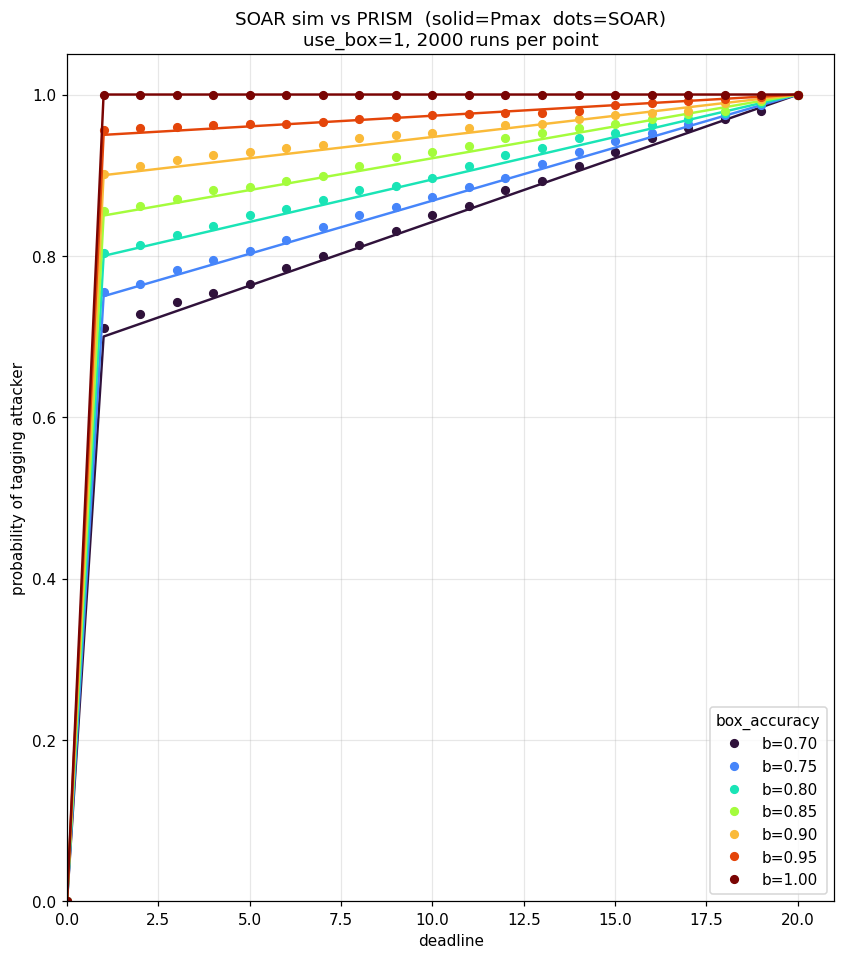 SOAR sim vs PRISM  (solid=Pmax  dots=SOAR)
use_box=1, 2000 runs per point
probability of tagging attacker
1.0
0.8
0.6
0.4
0.2
0.0
box_accuracy
b=0.70
b=0.75
b=0.80
b=0.85
b=0.90
b=0.95
b=1.00
0.0 2.5 5.0 7.5 10.0 12.5 15.0 17.5 20.0
deadline